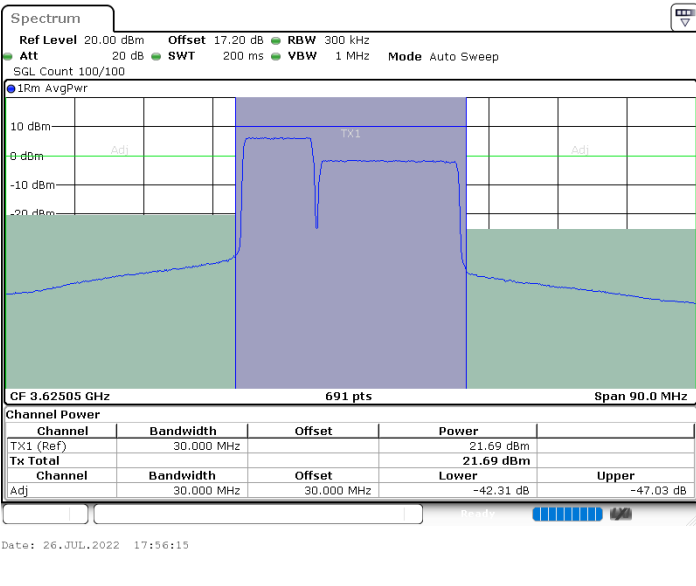 Spectrum
Ref Level 20.00 dBm Offset 17.20 dB RBW 300 kHz
Att 20 dB SWT 200 ms VBW 1 MHz Mode Auto Sweep
SGL Count 100/100
1Rm AvgPwr
10 dBm
TX1
Adj
Adj
0 dBm
-10 dBm
-20 dBm
CF 3.62505 GHz 691 pts Span 90.0 MHz
Channel Power
Channel Bandwidth Offset Power
TX1 (Ref) 30.000 MHz 21.69 dBm
Tx Total 21.69 dBm
Channel Bandwidth Offset Lower Upper
Adj 30.000 MHz 30.000 MHz -42.31 dB -47.03 dB
Ready
Date: 26.JUL.2022 17:56:15